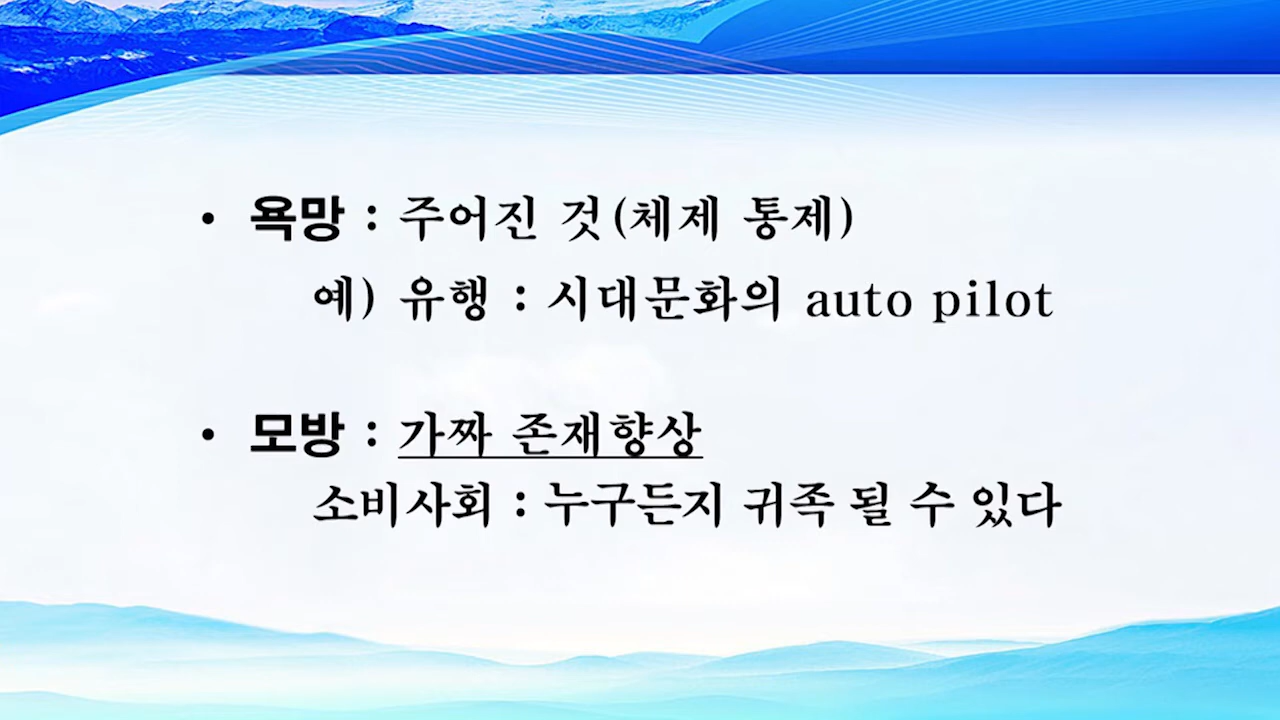 • 욕망 : 주어진 것(체제 통제)
예) 유행 : 시대문화의 auto pilot
• 모방 : 가짜 존재향상
소비사회 : 누구든지 귀족 될 수 있다